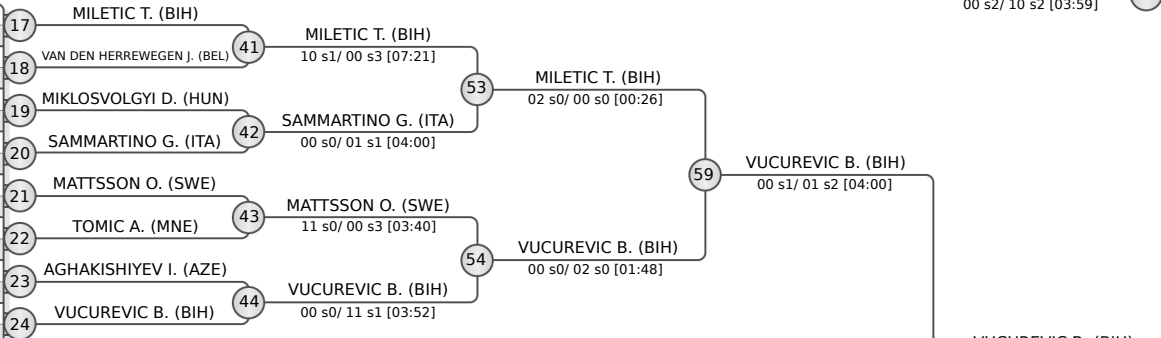 00 s2/ 10 s2 [03:59]
17
MILETIC T. (BIH)
18
VAN DEN HERREWEGEN J. (BEL)
41
MILETIC T. (BIH)
10 s1/ 00 s3 [07:21]
19
MIKLOSVOLGYI D. (HUN)
20
SAMMARTINO G. (ITA)
42
SAMMARTINO G. (ITA)
00 s0/ 01 s1 [04:00]
53
MILETIC T. (BIH)
02 s0/ 00 s0 [00:26]
21
MATTSSON O. (SWE)
22
TOMIC A. (MNE)
43
MATTSSON O. (SWE)
11 s0/ 00 s3 [03:40]
23
AGHAKISHIYEV I. (AZE)
24
VUCUREVIC B. (BIH)
44
VUCUREVIC B. (BIH)
00 s0/ 11 s1 [03:52]
54
VUCUREVIC B. (BIH)
00 s0/ 02 s0 [01:48]
59
VUCUREVIC B. (BIH)
00 s1/ 01 s2 [04:00]